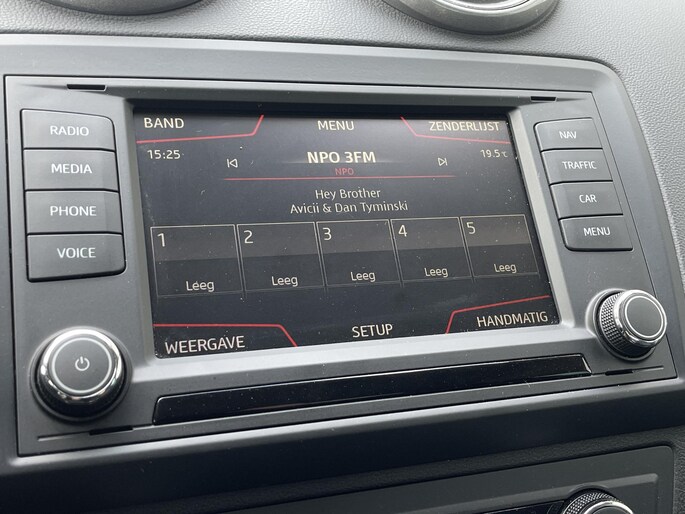 RADIO
MEDIA
PHONE
VOICE
BAND
MENU
ZENDERLIJST
15:25
NPO 3FM
19.5°C
NPO
Hey Brother
Avicii & Dan Tyminski
1 2 3 4 5
Leeg Leeg Leeg Leeg Leeg
WEERGAVE
SETUP
HANDMATIG
NAV
TRAFFIC
CAR
MENU